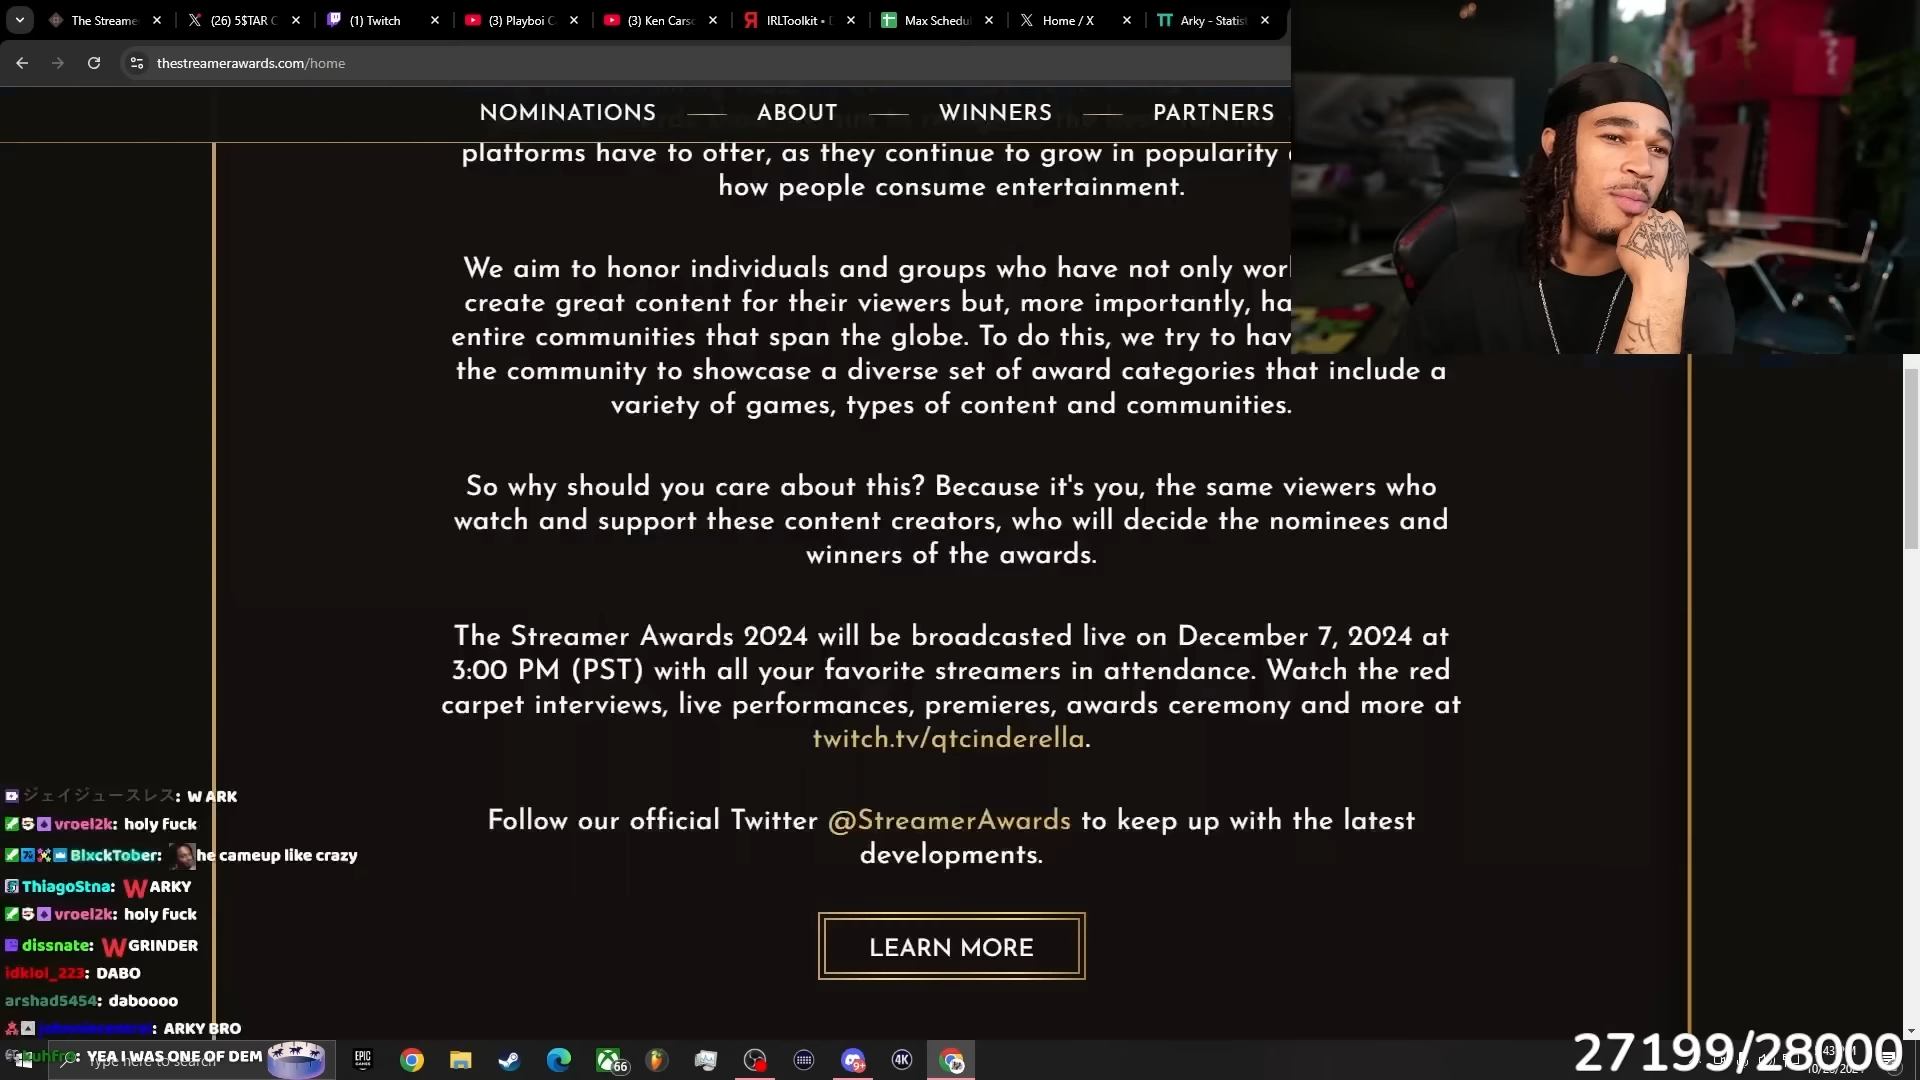 The Streamer
(26) 5$TAR C
(1) Twitch
(3) Playboi C
(3) Ken Cars
IRLToolkit • D
Max Schedul
Home / X
Arky - Statist
thestreamerawards.com/home
NOMINATIONS
ABOUT
WINNERS
PARTNERS
platforms have to offer, as they continue to grow in popularity
how people consume entertainment.
We aim to honor individuals and groups who have not only wor
create great content for their viewers but, more importantly, ha
entire communities that span the globe. To do this, we try to hav
the community to showcase a diverse set of award categories that include a
variety of games, types of content and communities.
So why should you care about this? Because it's you, the same viewers who
watch and support these content creators, who will decide the nominees and
winners of the awards.
The Streamer Awards 2024 will be broadcasted live on December 7, 2024 at
3:00 PM (PST) with all your favorite streamers in attendance. Watch the red
carpet interviews, live performances, premieres, awards ceremony and more at
twitch.tv/qtcinderella.
Follow our official Twitter @StreamerAwards to keep up with the latest
developments.
LEARN MORE
ジェイジュースレス: W ARK
vroel2k: holy fuck
BlxckTober: he cameup like crazy
ThiagoStna: W ARKY
vroel2k: holy fuck
dissnate: W GRINDER
idklol_223: DABO
arshad5454: daboooo
: ARKY BRO
: YEA I WAS ONE OF DEM
Type here to search
EPIC
66
9+
4K
27199/28000